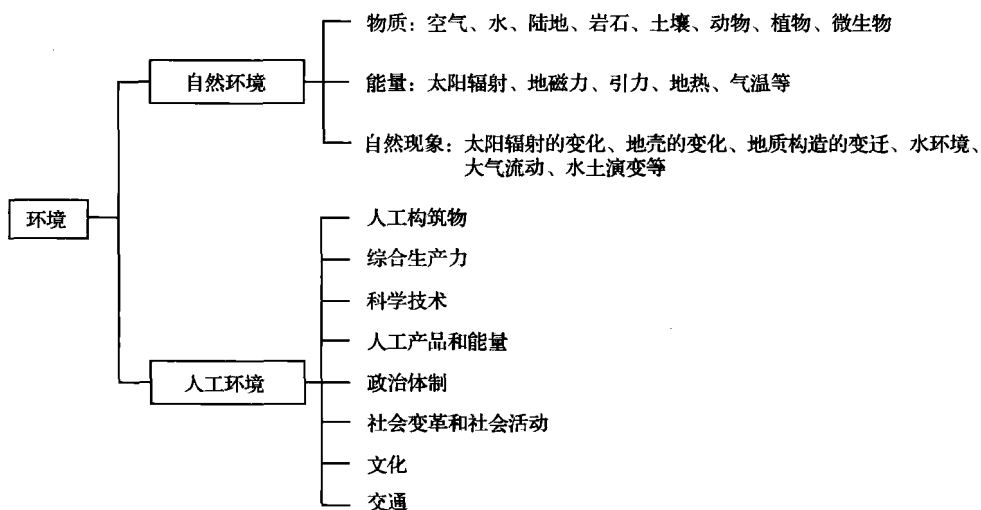 物质：空气、水、陆地、岩石、土壤、动物、植物、微生物
自然环境
能量：太阳辐射、地磁力、引力、地热、气温等
自然现象：太阳辐射的变化、地壳的变化、地质构造的变迁、水环境、
大气流动、水土演变等
环境
人工构筑物
综合生产力
科学技术
人工产品和能量
人工环境
政治体制
社会变革和社会活动
文化
交通